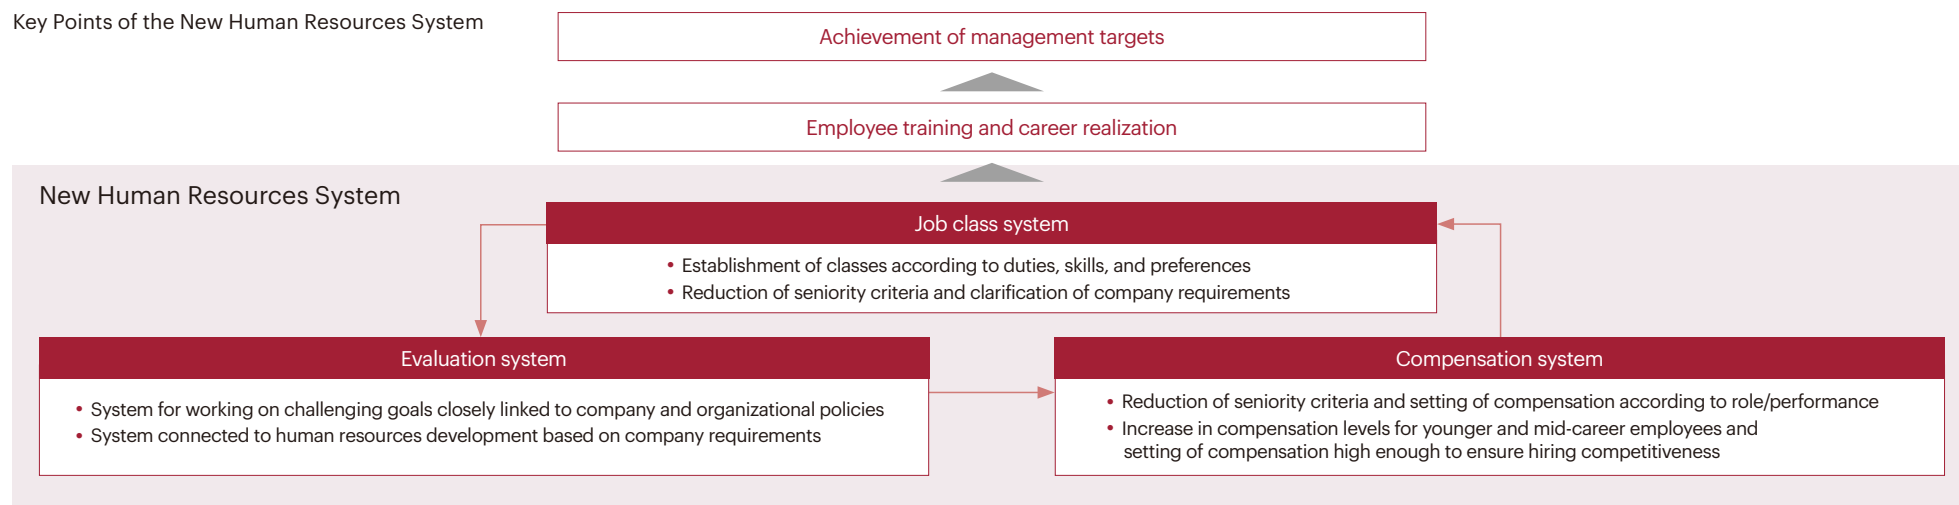 Key Points of the New Human Resources System
Achievement of management targets
Employee training and career realization
New Human Resources System
Job class system
• Establishment of classes according to duties, skills, and preferences
• Reduction of seniority criteria and clarification of company requirements
Evaluation system
• System for working on challenging goals closely linked to company and organizational policies
• System connected to human resources development based on company requirements
Compensation system
• Reduction of seniority criteria and setting of compensation according to role/performance
• Increase in compensation levels for younger and mid-career employees and
setting of compensation high enough to ensure hiring competitiveness